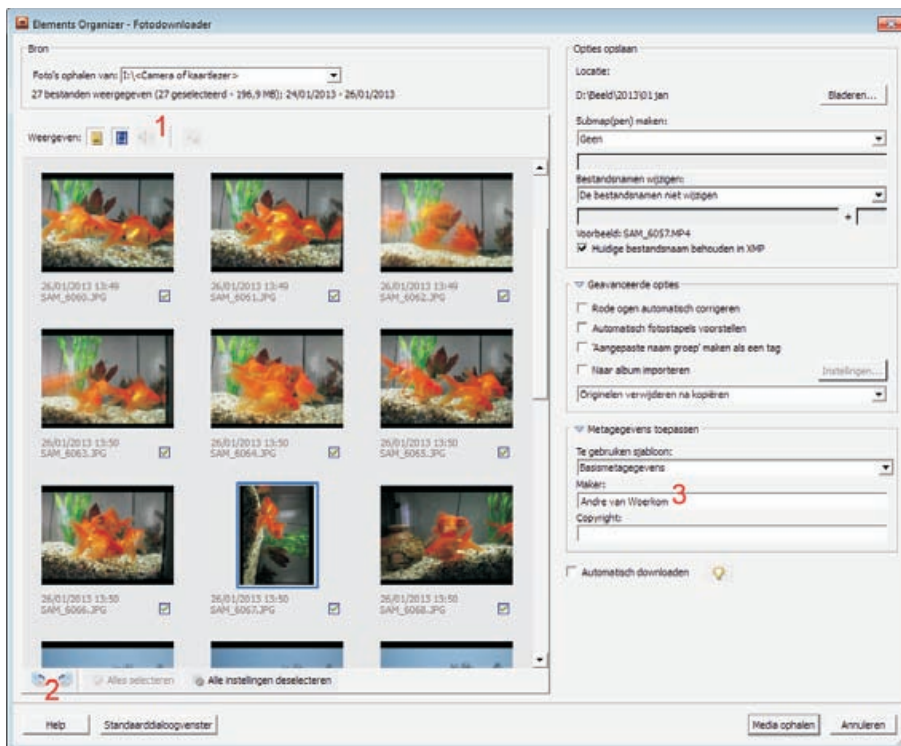 Elements Organizer - Fotodownloader
Bron
Foto's ophalen van: I:\<Camera of kaartlezer>
27 bestanden weergegeven (27 geselecteerd - 196,9 MB): 24/01/2013 - 26/01/2013
1
Weergeven:
26/01/2013 13:49
SAM_6060.JPG
26/01/2013 13:49
SAM_6061.JPG
26/01/2013 13:49
SAM_6062.JPG
26/01/2013 13:50
SAM_6063.JPG
26/01/2013 13:50
SAM_6064.JPG
26/01/2013 13:50
SAM_6065.JPG
26/01/2013 13:50
SAM_6066.JPG
26/01/2013 13:50
SAM_6067.JPG
26/01/2013 13:50
SAM_6068.JPG
2
Alles selecteren
Alle instellingen deselecteren
Help
Standaarddialoogvenster
Opties opslaan
Locatie:
D:\Beeld\2013\01 jan
Bladeren...
Submap(pen) maken:
Geen
Bestandsnamen wijzigen:
De bestandsnamen niet wijzigen
+
Voorbeeld: SAM_6057.MP4
Huidige bestandsnaam behouden in XMP
Geavanceerde opties
Rode ogen automatisch corrigeren
Automatisch fotostapels voorstellen
'Aangepaste naam groep' maken als een tag
Naar album importeren
Instellingen...
Originelen verwijderen na kopiëren
Metagegevens toepassen
Te gebruiken sjabloon:
Basismetagegevens
Maker:
3
Andre van Woerkom
Copyright:
Automatisch downloaden
Media ophalen
Annuleren